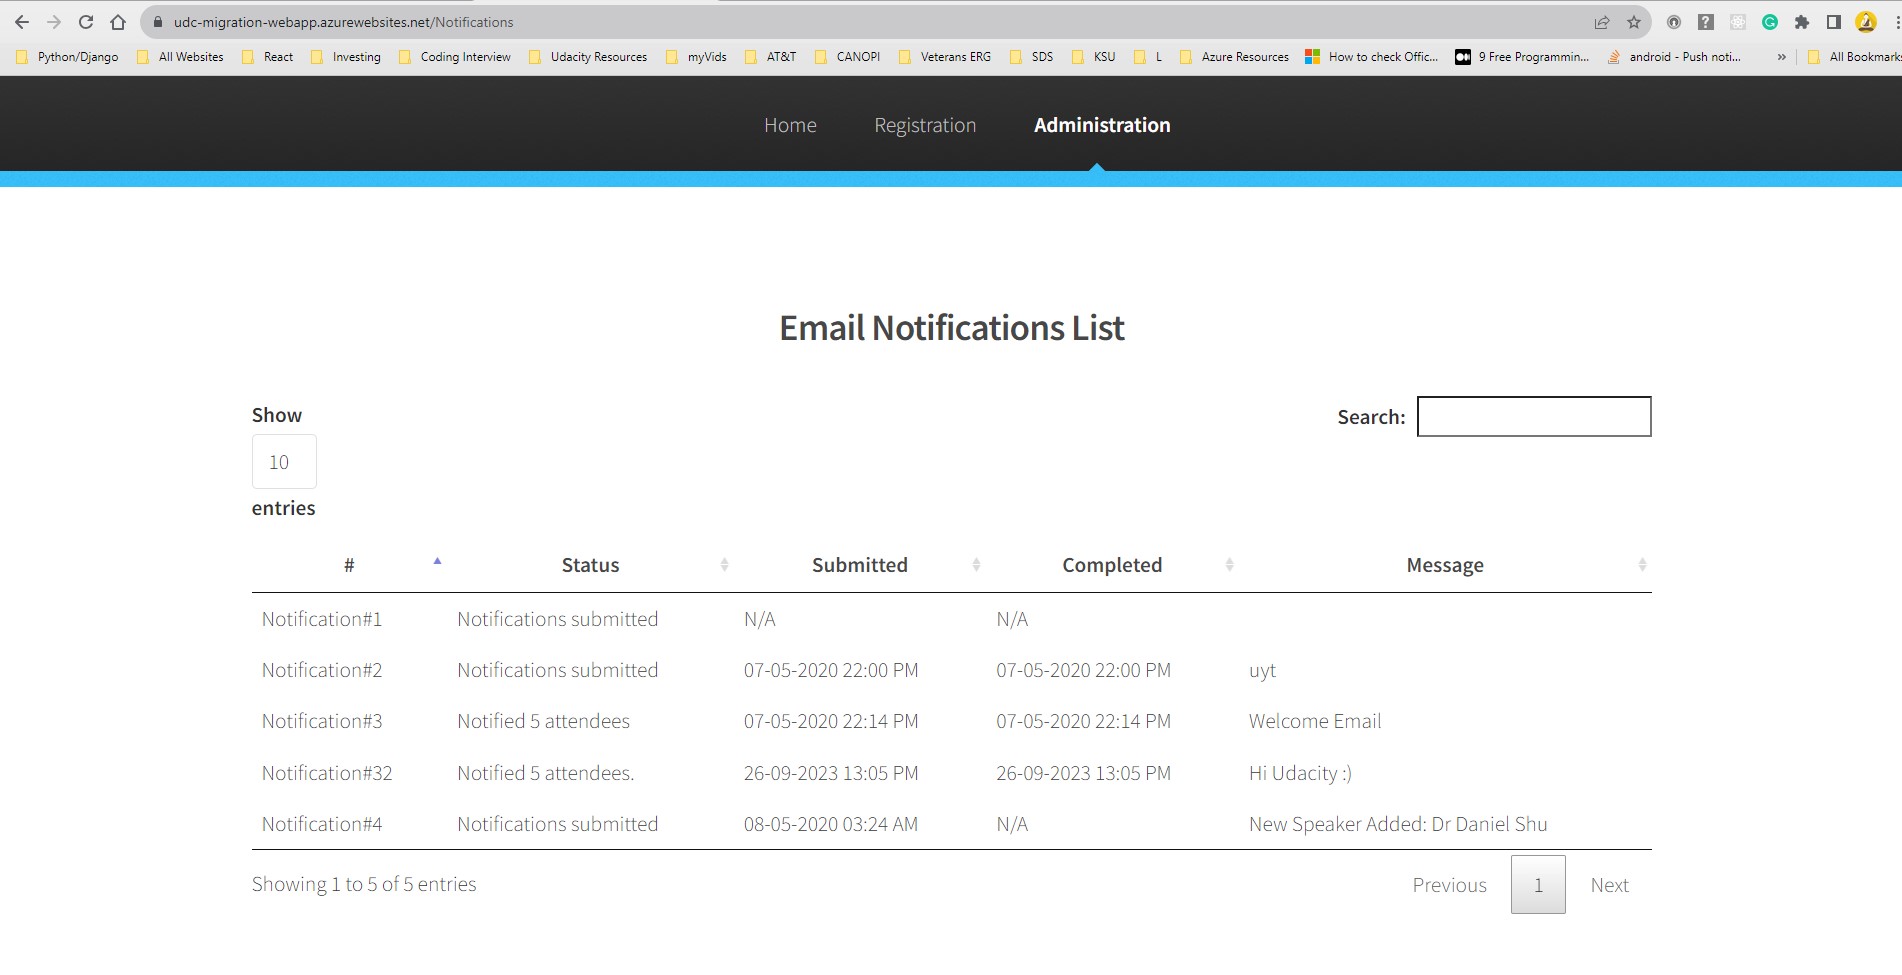 udc-migration-webapp.azurewebsites.net/Notifications
Python/Django All Websites React Investing Coding Interview Udacity Resources myVids AT&T CANOPI Veterans ERG SDS KSU L Azure Resources How to check Offic... 9 Free Programmin... android - Push noti... » All Bookmarks
Home Registration Administration
Email Notifications List
Show
Search:
10
entries
# Status Submitted Completed Message
Notification#1 Notifications submitted N/A N/A
Notification#2 Notifications submitted 07-05-2020 22:00 PM 07-05-2020 22:00 PM uyt
Notification#3 Notified 5 attendees 07-05-2020 22:14 PM 07-05-2020 22:14 PM Welcome Email
Notification#32 Notified 5 attendees. 26-09-2023 13:05 PM 26-09-2023 13:05 PM Hi Udacity :)
Notification#4 Notifications submitted 08-05-2020 03:24 AM N/A New Speaker Added: Dr Daniel Shu
Showing 1 to 5 of 5 entries
Previous 1 Next